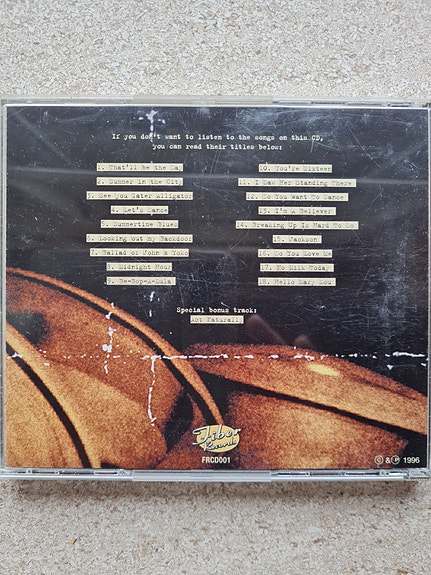 If you don't want to listen to the songs on this CD,
you can read their titles below:
1. That'll Be the Day
2. Summer in the City
3. See you Later Alligator
4. Let's Dance
5. Summertime Blues
6. Looking out my Backdoor
7. Ballad of John & Yoko
8. Midnight Hour
9. Be-Bop-A-Lula
10. You're Sixteen
11. I Saw Her Standing There
12. Do You Want To Dance
13. I'm A Believer
14. Breaking Up Is Hard To Do
15. Jackson
16. Do You Love Me
17. No Milk Today
18. Hello Mary Lou
Special bonus track:
Act Naturally
Fiber
Records
FRCD001
© & ℗ 1996